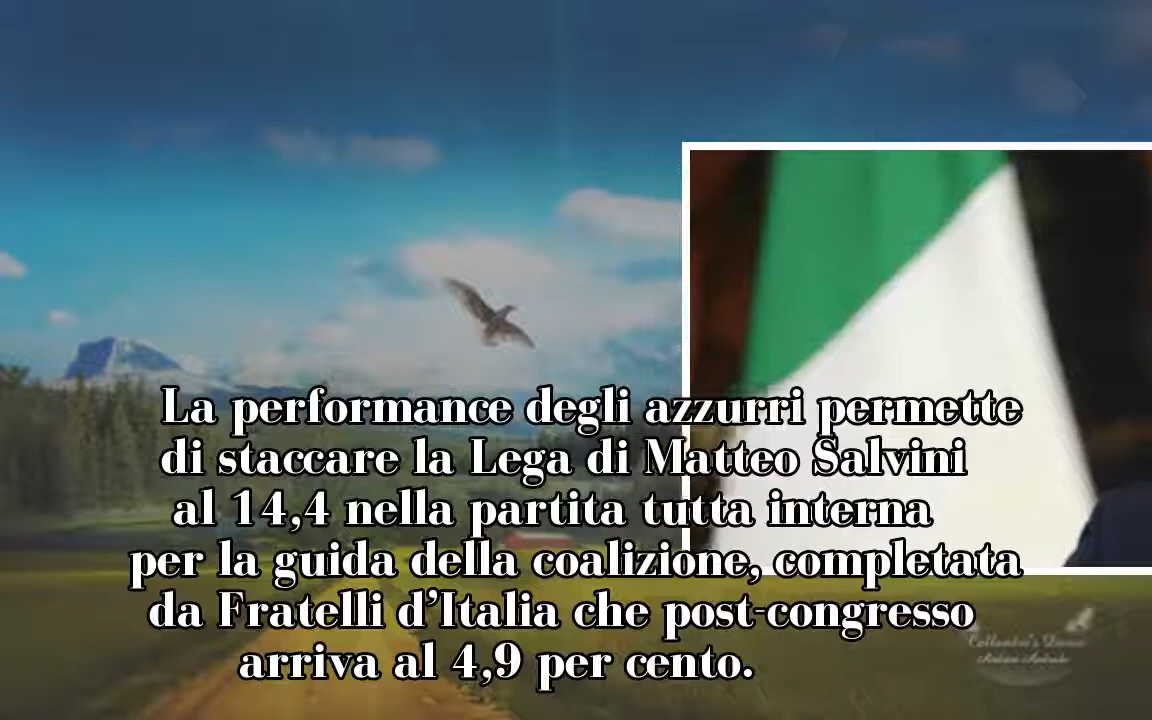 La performance degli azzurri permette
di staccare la Lega di Matteo Salvini
al 14,4 nella partita tutta interna
per la guida della coalizione, completata
da Fratelli d’Italia che post-congresso
arriva al 4,9 per cento.